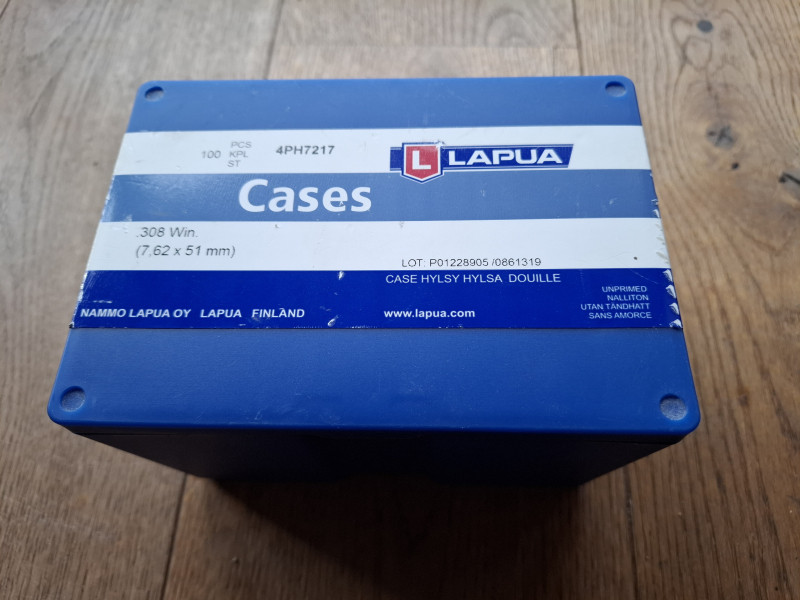 100 PCS KPL ST 4PH7217
L LAPUA
Cases
.308 Win.
(7,62 x 51 mm)
LOT: P01228905 /0861319
CASE HYLSY HYLSA DOUILLE
UNPRIMED
NALLITON
UTAN TÄNDHATT
SANS AMORCE
NAMMO LAPUA OY LAPUA FINLAND
www.lapua.com